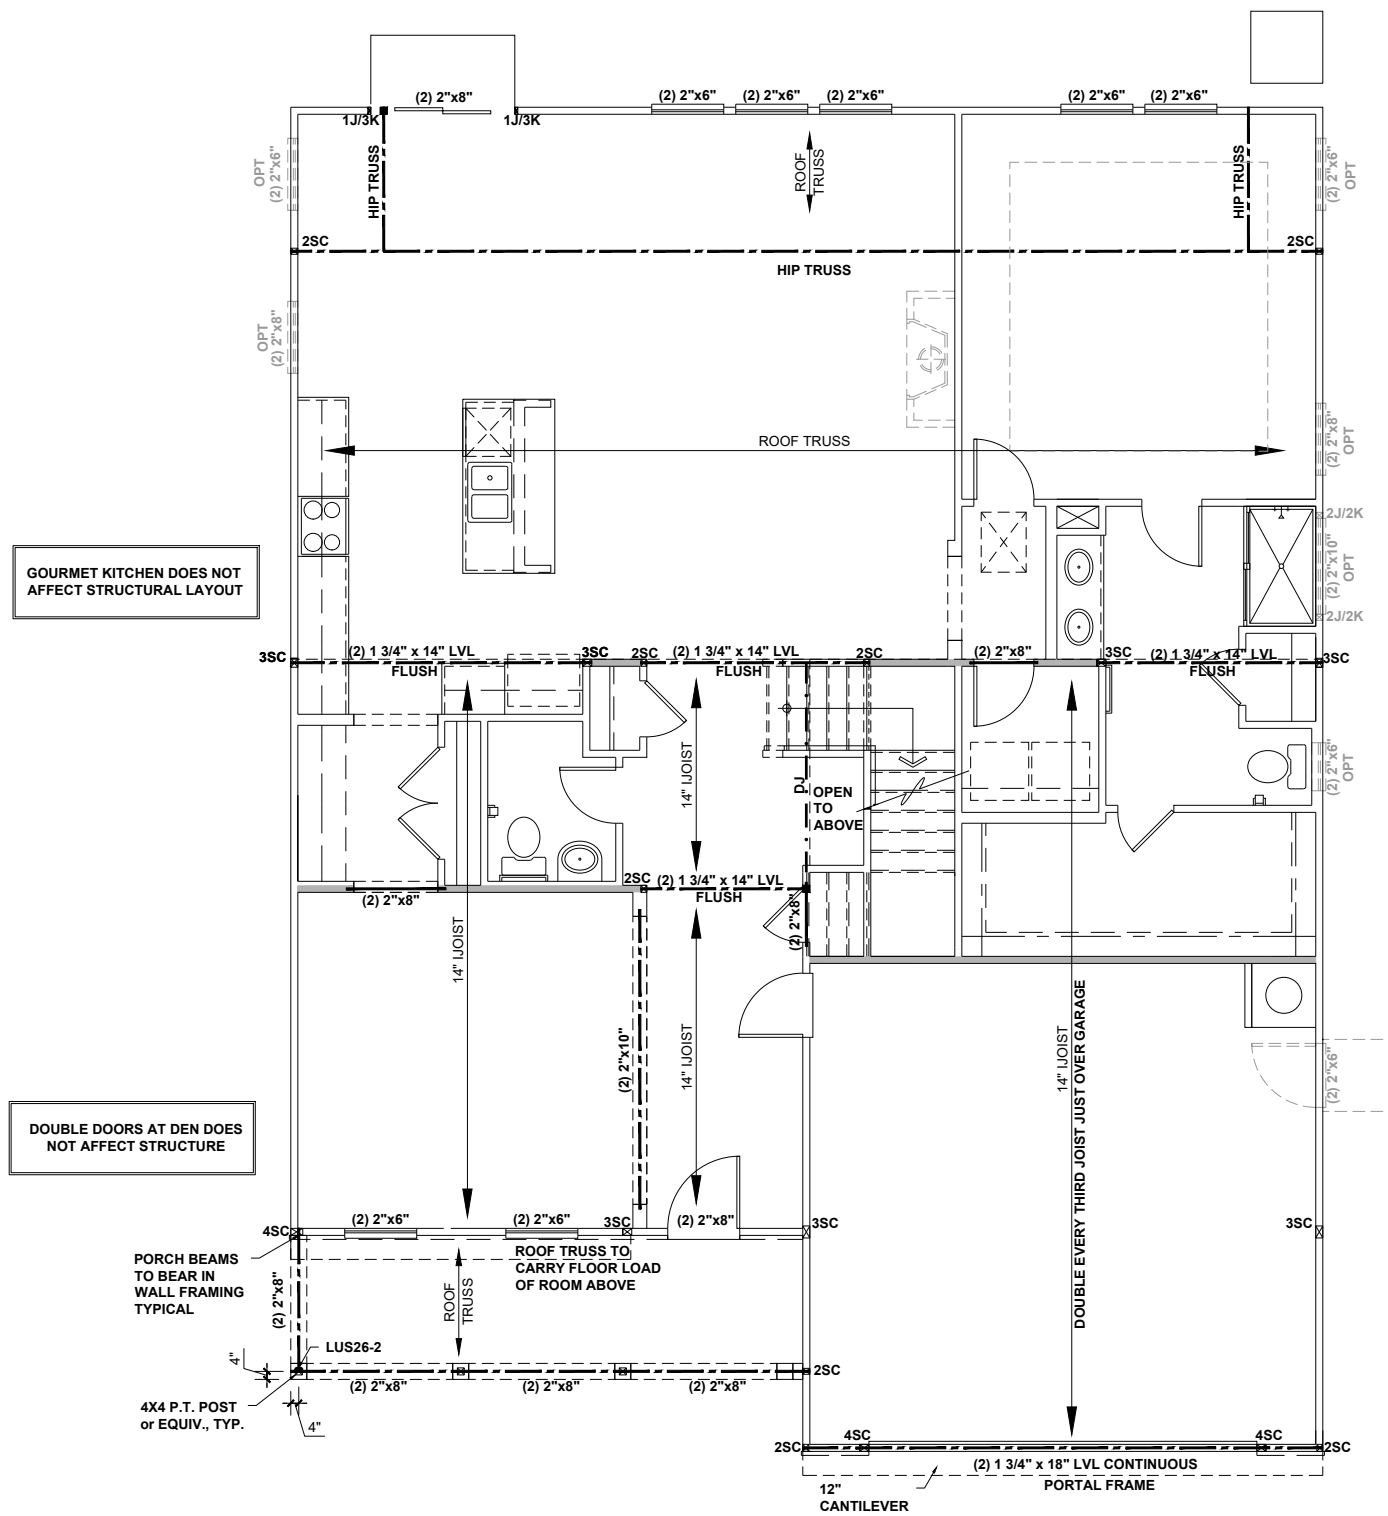 (2) 2"x8"
(2) 2"x6"
(2) 2"x6"
(2) 2"x6"
(2) 2"x6"
(2) 2"x6"
1J/3K
1J/3K
HIP TRUSS
ROOF
TRUSS
HIP TRUSS
OPT
(2) 2"x6"
(2) 2"x6"
OPT
2SC
2SC
HIP TRUSS
OPT
(2) 2"x8"
ROOF TRUSS
(2) 2"x8"
OPT
2J/2K
(2) 2"x10"
OPT
2J/2K
GOURMET KITCHEN DOES NOT
AFFECT STRUCTURAL LAYOUT
3SC
(2) 1 3/4" x 14" LVL
FLUSH
3SC
2SC
(2) 1 3/4" x 14" LVL
FLUSH
2SC
(2) 2"x8"
3SC
(2) 1 3/4" x 14" LVL
FLUSH
3SC
14" IJOIST
DJ
OPEN
TO
ABOVE
(2) 2"x6"
OPT
2SC
(2) 1 3/4" x 14" LVL
FLUSH
(2) 2"x8"
(2) 2"x8"
14" IJOIST
(2) 2"x10"
14" IJOIST
14" IJOIST
DOUBLE EVERY THIRD JOIST JUST OVER GARAGE
(2) 2"x6"
DOUBLE DOORS AT DEN DOES
NOT AFFECT STRUCTURE
4SC
(2) 2"x6"
(2) 2"x6"
3SC
(2) 2"x8"
3SC
3SC
PORCH BEAMS
TO BEAR IN
WALL FRAMING
TYPICAL
(2) 2"x8"
ROOF
TRUSS
ROOF TRUSS TO
CARRY FLOOR LOAD
OF ROOM ABOVE
LUS26-2
4"
2SC
(2) 2"x8"
(2) 2"x8"
(2) 2"x8"
4X4 P.T. POST
or EQUIV., TYP.
4"
2SC
4SC
4SC
2SC
(2) 1 3/4" x 18" LVL CONTINUOUS
PORTAL FRAME
12"
CANTILEVER